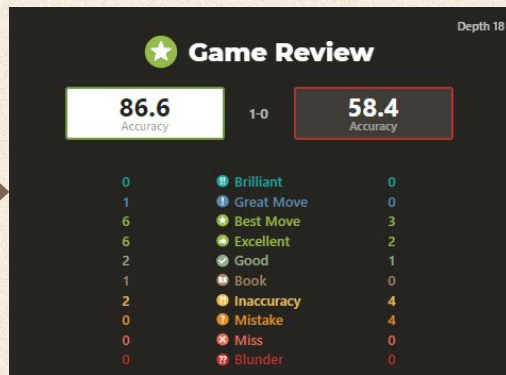 Depth 18
Game Review
86.6 1-0 58.4
Accuracy Accuracy
0 !! Brilliant 0
1 ! Great Move 0
6 Best Move 3
6 Excellent 2
2 Good 1
1 Book 0
2 ?! Inaccuracy 4
0 ? Mistake 4
0 Miss 0
0 ?? Blunder 0